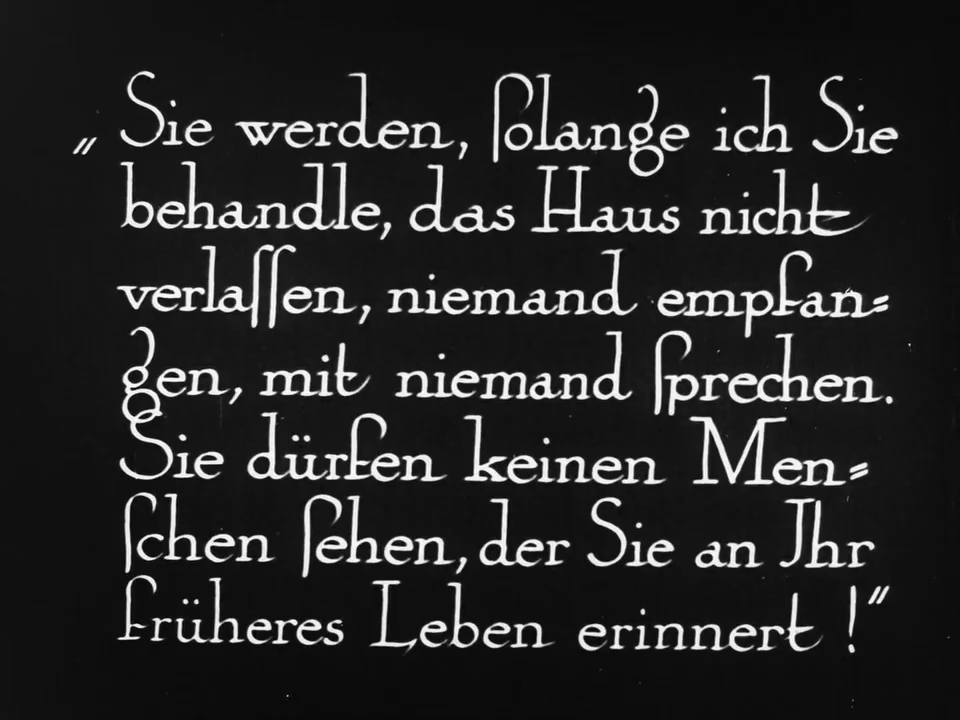 „Sie werden, ſolange ich Sie
behandle, das Haus nicht
verlaſſen, niemand empfan⸗
gen, mit niemand ſprechen.
Sie dürfen keinen Men⸗
ſchen ſehen, der Sie an Ihr
früheres Leben erinnert!“